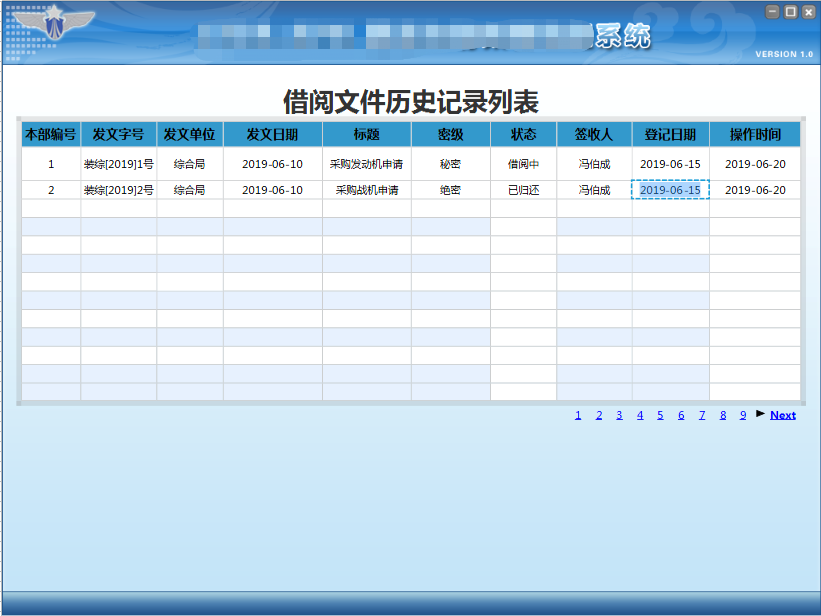 系统
VERSION 1.0
借阅文件历史记录列表
本部编号 发文字号 发文单位 发文日期 标题 密级 状态 签收人 登记日期 操作时间
1 装综[2019]1号 综合局 2019-06-10 采购发动机申请 秘密 借阅中 冯伯成 2019-06-15 2019-06-20
2 装综[2019]2号 综合局 2019-06-10 采购战机申请 绝密 已归还 冯伯成 2019-06-15 2019-06-20
1 2 3 4 5 6 7 8 9 ► Next